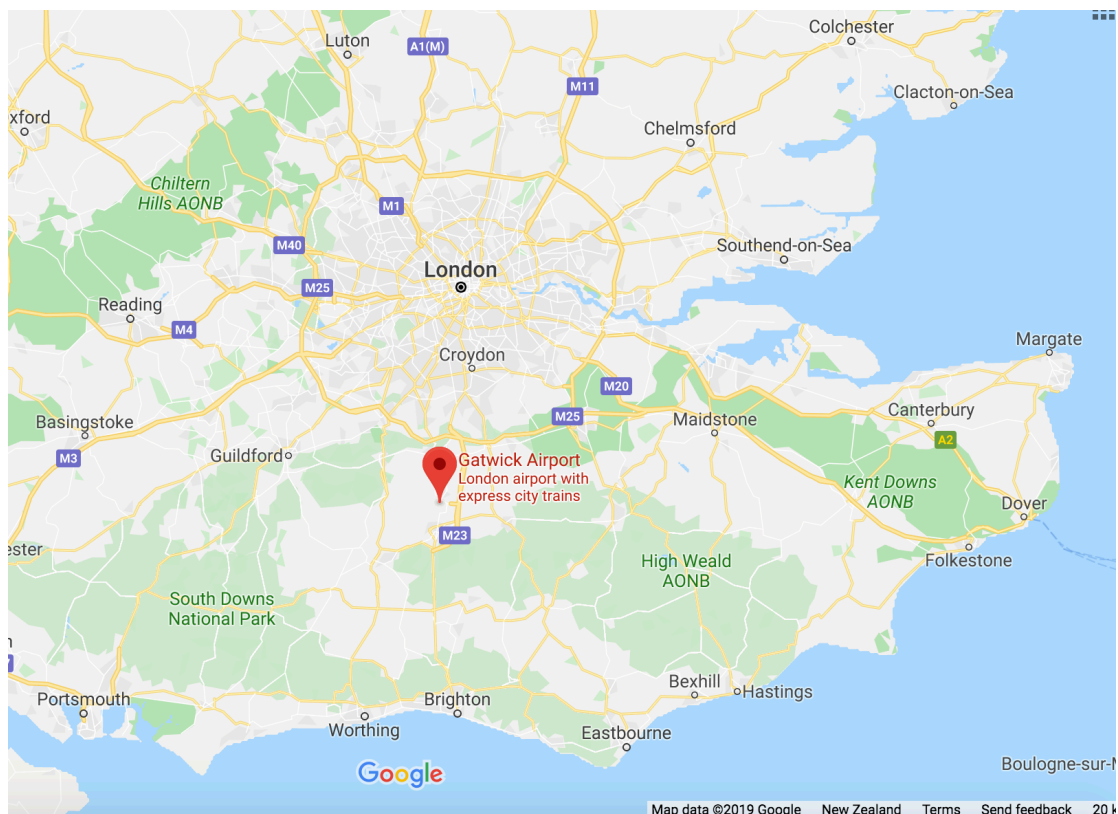 Luton
A1(M)
Colchester
M11
Clacton-on-Sea
xford
Chelmsford
Chiltern
Hills AONB
M1
M40
Southend-on-Sea
London
M25
Reading
M4
Margate
Croydon
M20
Canterbury
M25
Maidstone
Basingstoke
A2
M3
Guildford
Gatwick Airport
London airport with
express city trains
Kent Downs
AONB
Dover
M23
ester
High Weald
AONB
Folkestone
South Downs
National Park
n
7
Portsmouth
Brighton
Bexhill
Hastings
Worthing
Eastbourne
Boulogne-sur-M
Google
Map data ©2019 Google New Zealand Terms Send feedback 20 k